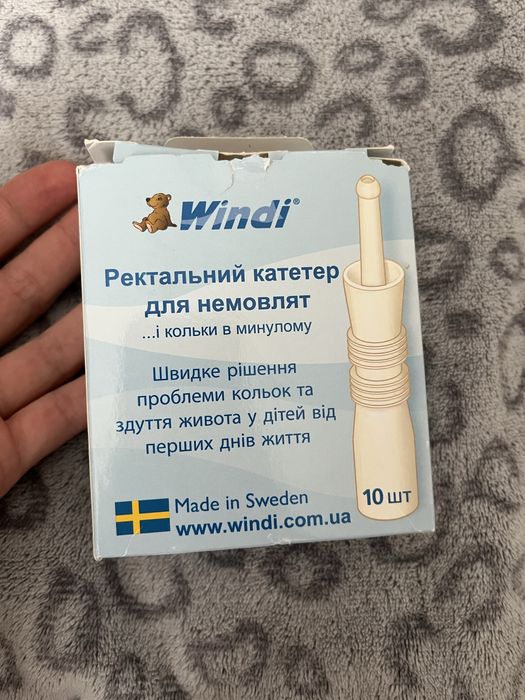 Windi®
Ректальний катетер
для немовлят
...і кольки в минулому
Швидке рішення
проблеми кольок та
здуття живота у дітей від
перших днів життя
10 шт
Made in Sweden
www.windi.com.ua